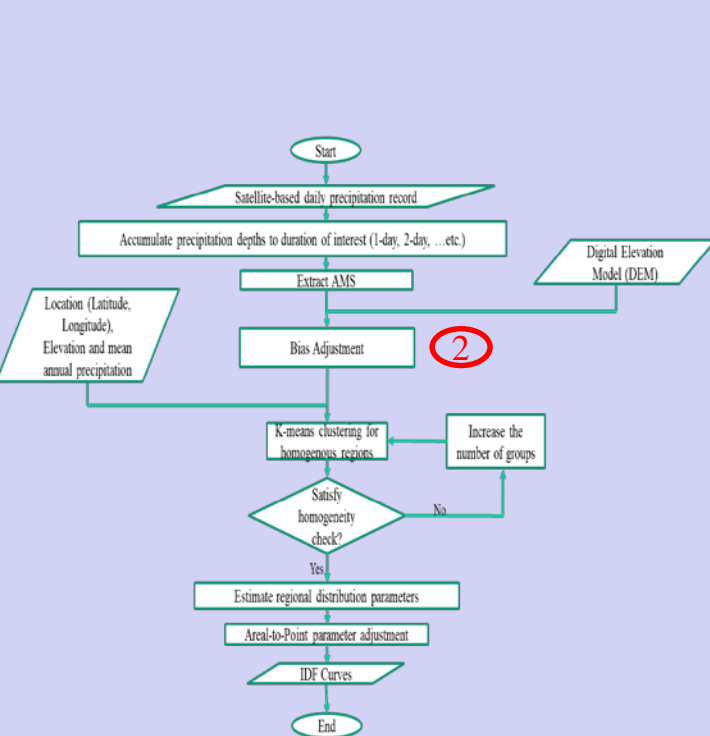 Start
Satellite-based daily precipitation record
Accumulate precipitation depths to duration of interest (1-day, 2-day, …etc.)
Extract AMS
Digital Elevation
Model (DEM)
Location (Latitude,
Longitude),
Elevation and mean
annual precipitation
Bias Adjustment
2
K-means clustering for
homogenous regions
Increase the
number of groups
Satisfy
homogeneity
check?
No
Yes
Estimate regional distribution parameters
Areal-to-Point parameter adjustment
IDF Curves
End